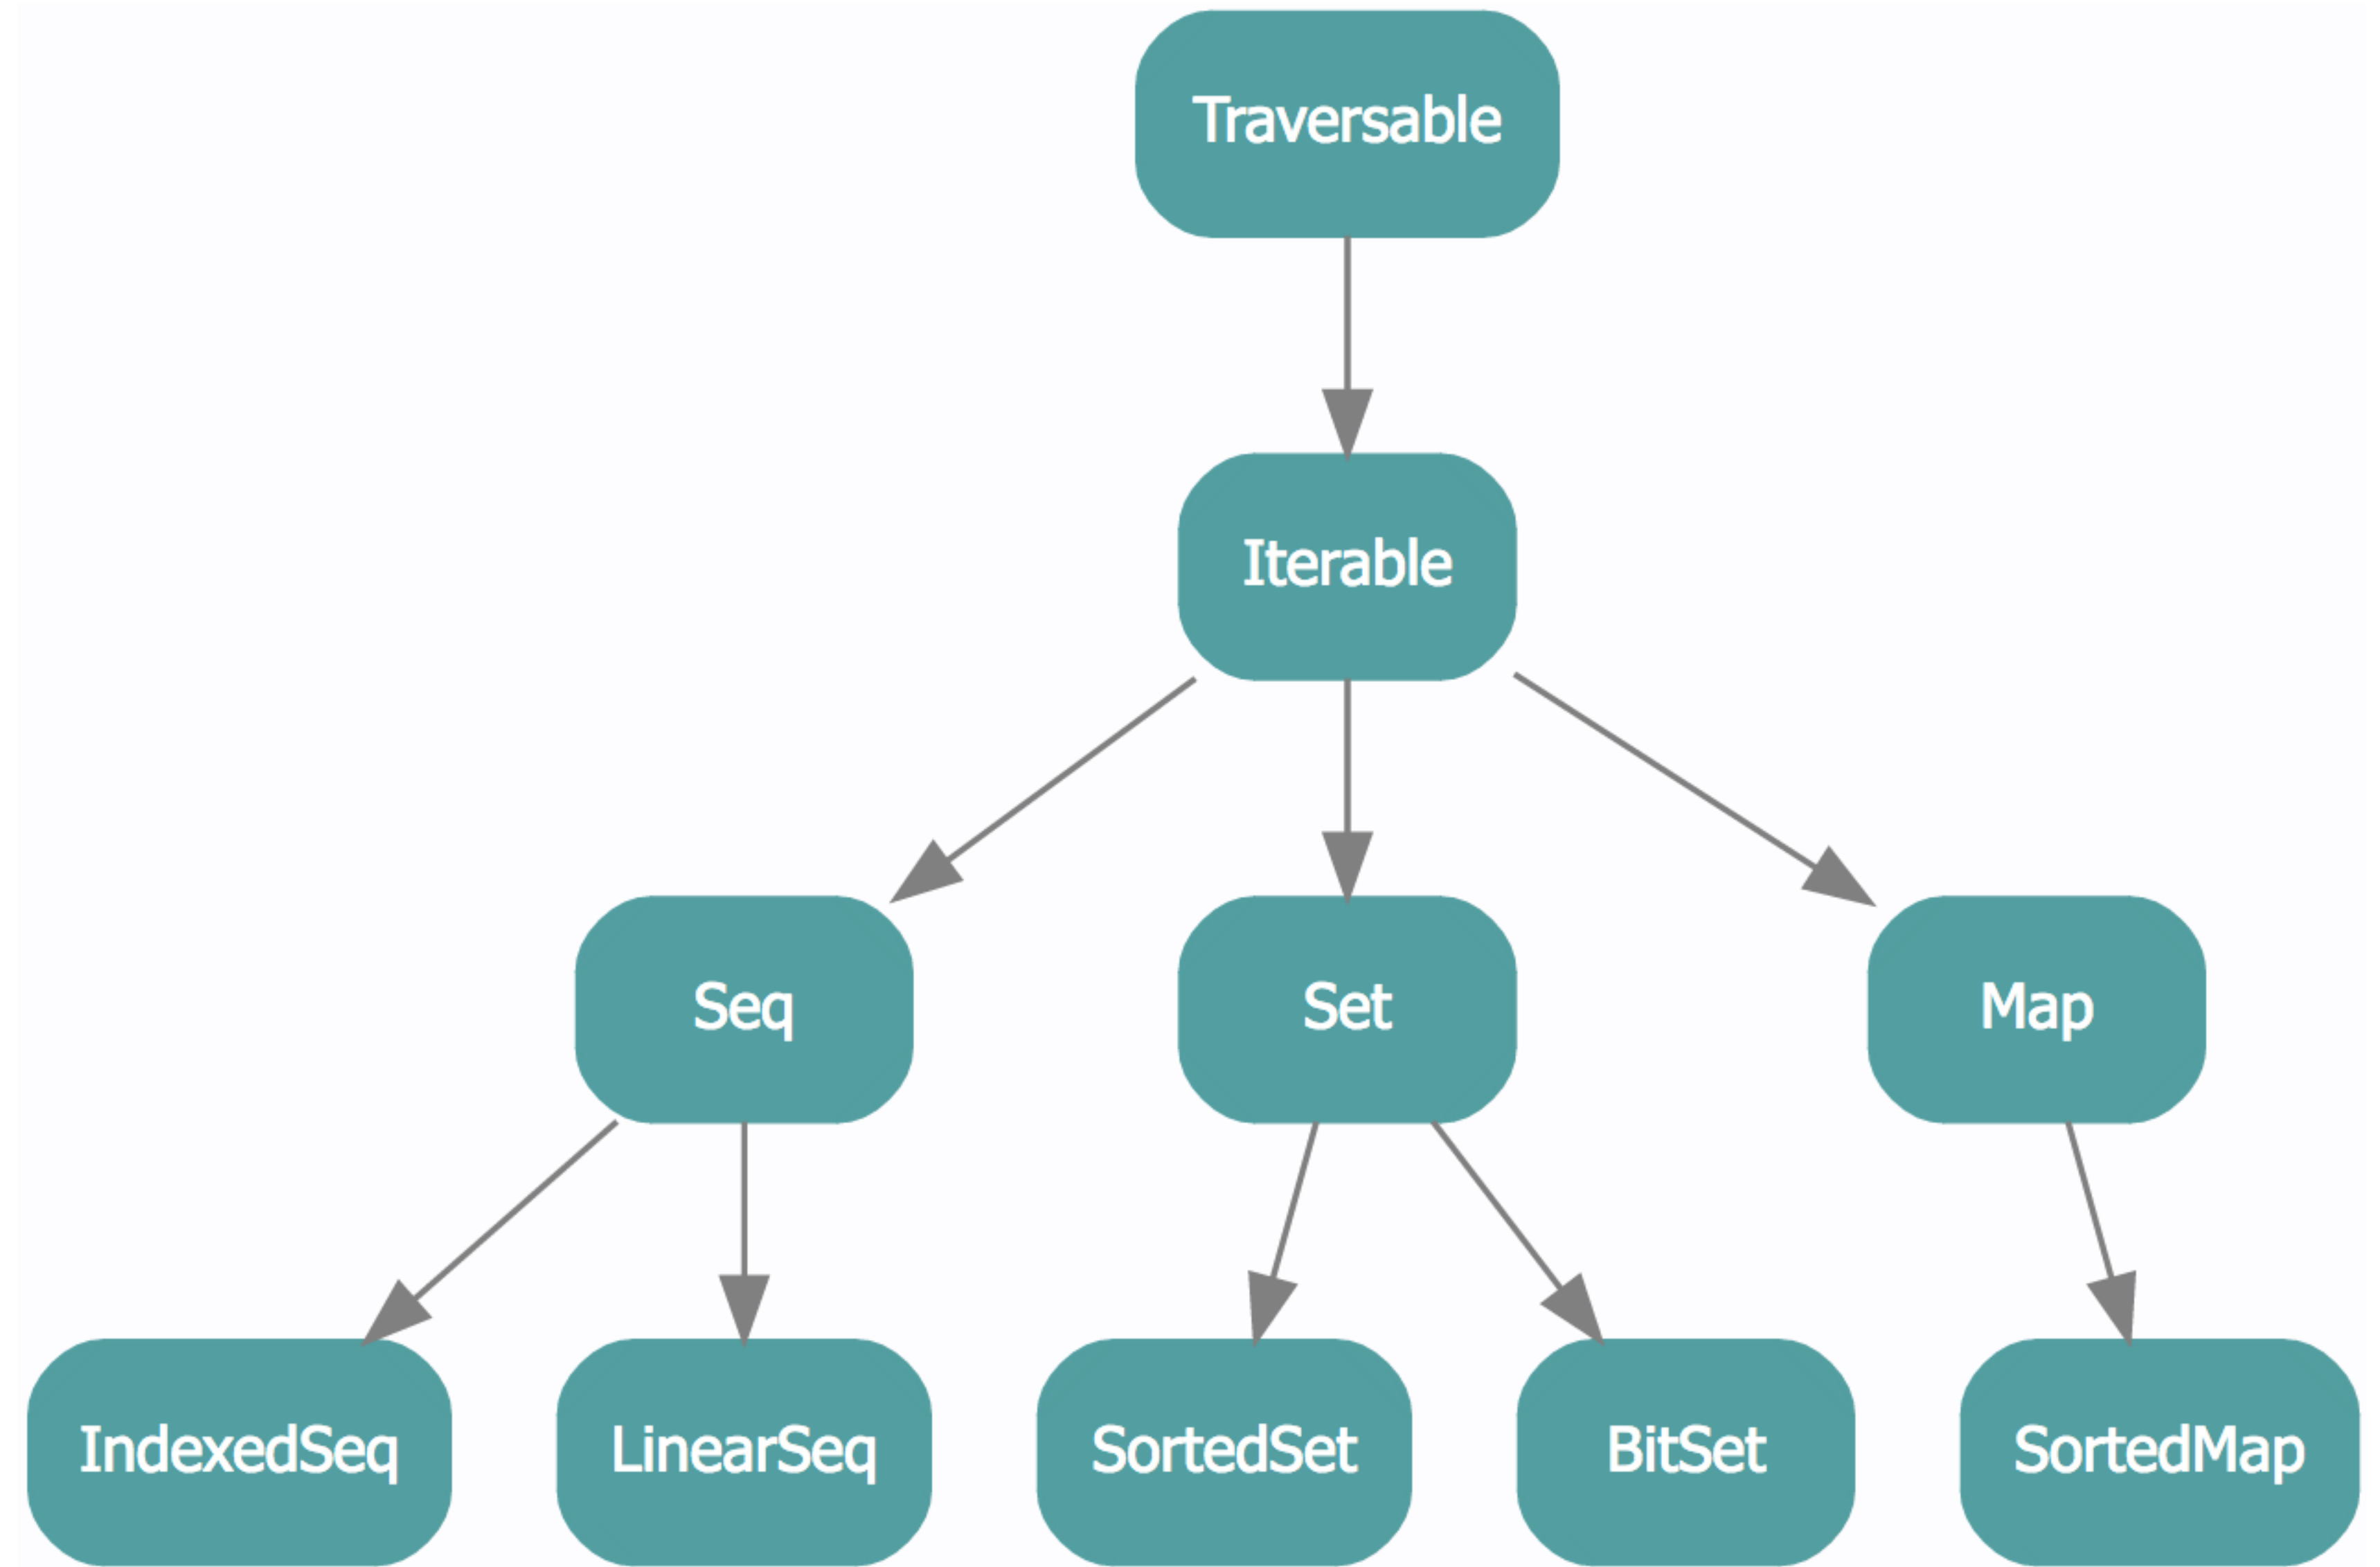 Traversable
Iterable
Seq
Set
Map
IndexedSeq
LinearSeq
SortedSet
BitSet
SortedMap